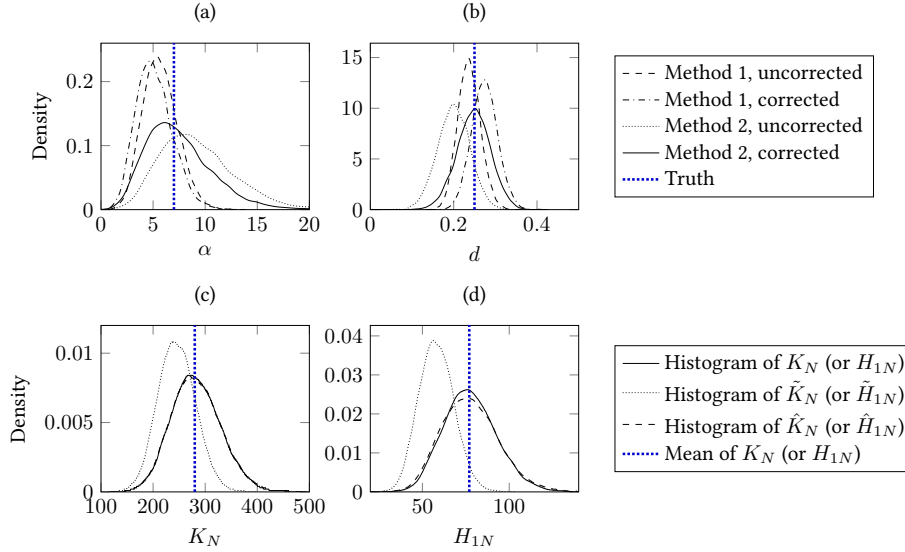 (a)
(b)
Density
0
0.1
0.2
0
5
10
15
20
α
0
5
10
15
0
0.2
0.4
d
Method 1, uncorrected
Method 1, corrected
Method 2, uncorrected
Method 2, corrected
Truth
(c)
(d)
Density
0
0.005
0.01
100
200
300
400
500
K_N
0
0.01
0.02
0.03
0.04
50
100
H_{1N}
Histogram of K_N (or H_{1N})
Histogram of K̃_N (or H̃_{1N})
Histogram of K̂_N (or Ĥ_{1N})
Mean of K_N (or H_{1N})